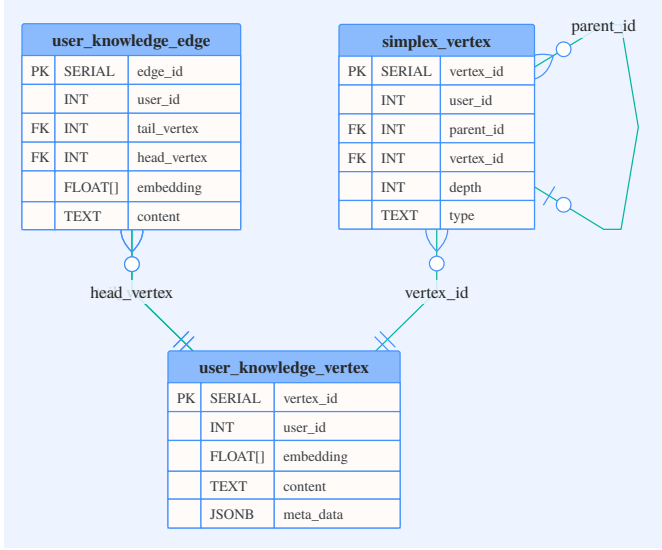 user_knowledge_edge
PK SERIAL edge_id
INT user_id
FK INT tail_vertex
FK INT head_vertex
FLOAT[] embedding
TEXT content
simplex_vertex
PK SERIAL vertex_id
INT user_id
FK INT parent_id
FK INT vertex_id
INT depth
TEXT type
parent_id
head_vertex
vertex_id
user_knowledge_vertex
PK SERIAL vertex_id
INT user_id
FLOAT[] embedding
TEXT content
JSONB meta_data